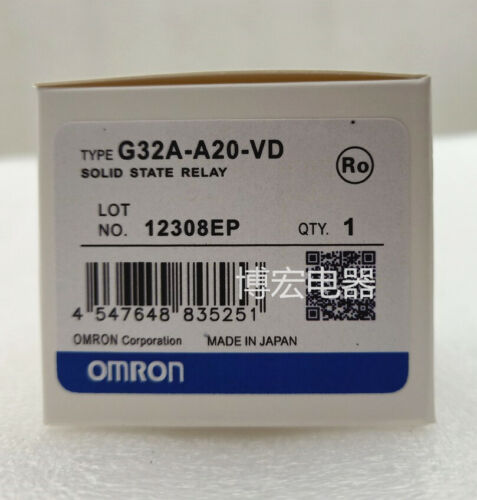 TYPE G32A-A20-VD
SOLID STATE RELAY
Ro
LOT
NO. 12308EP
QTY. 1
博宏电器
4 547648 835251
OMRON Corporation MADE IN JAPAN
OMRON